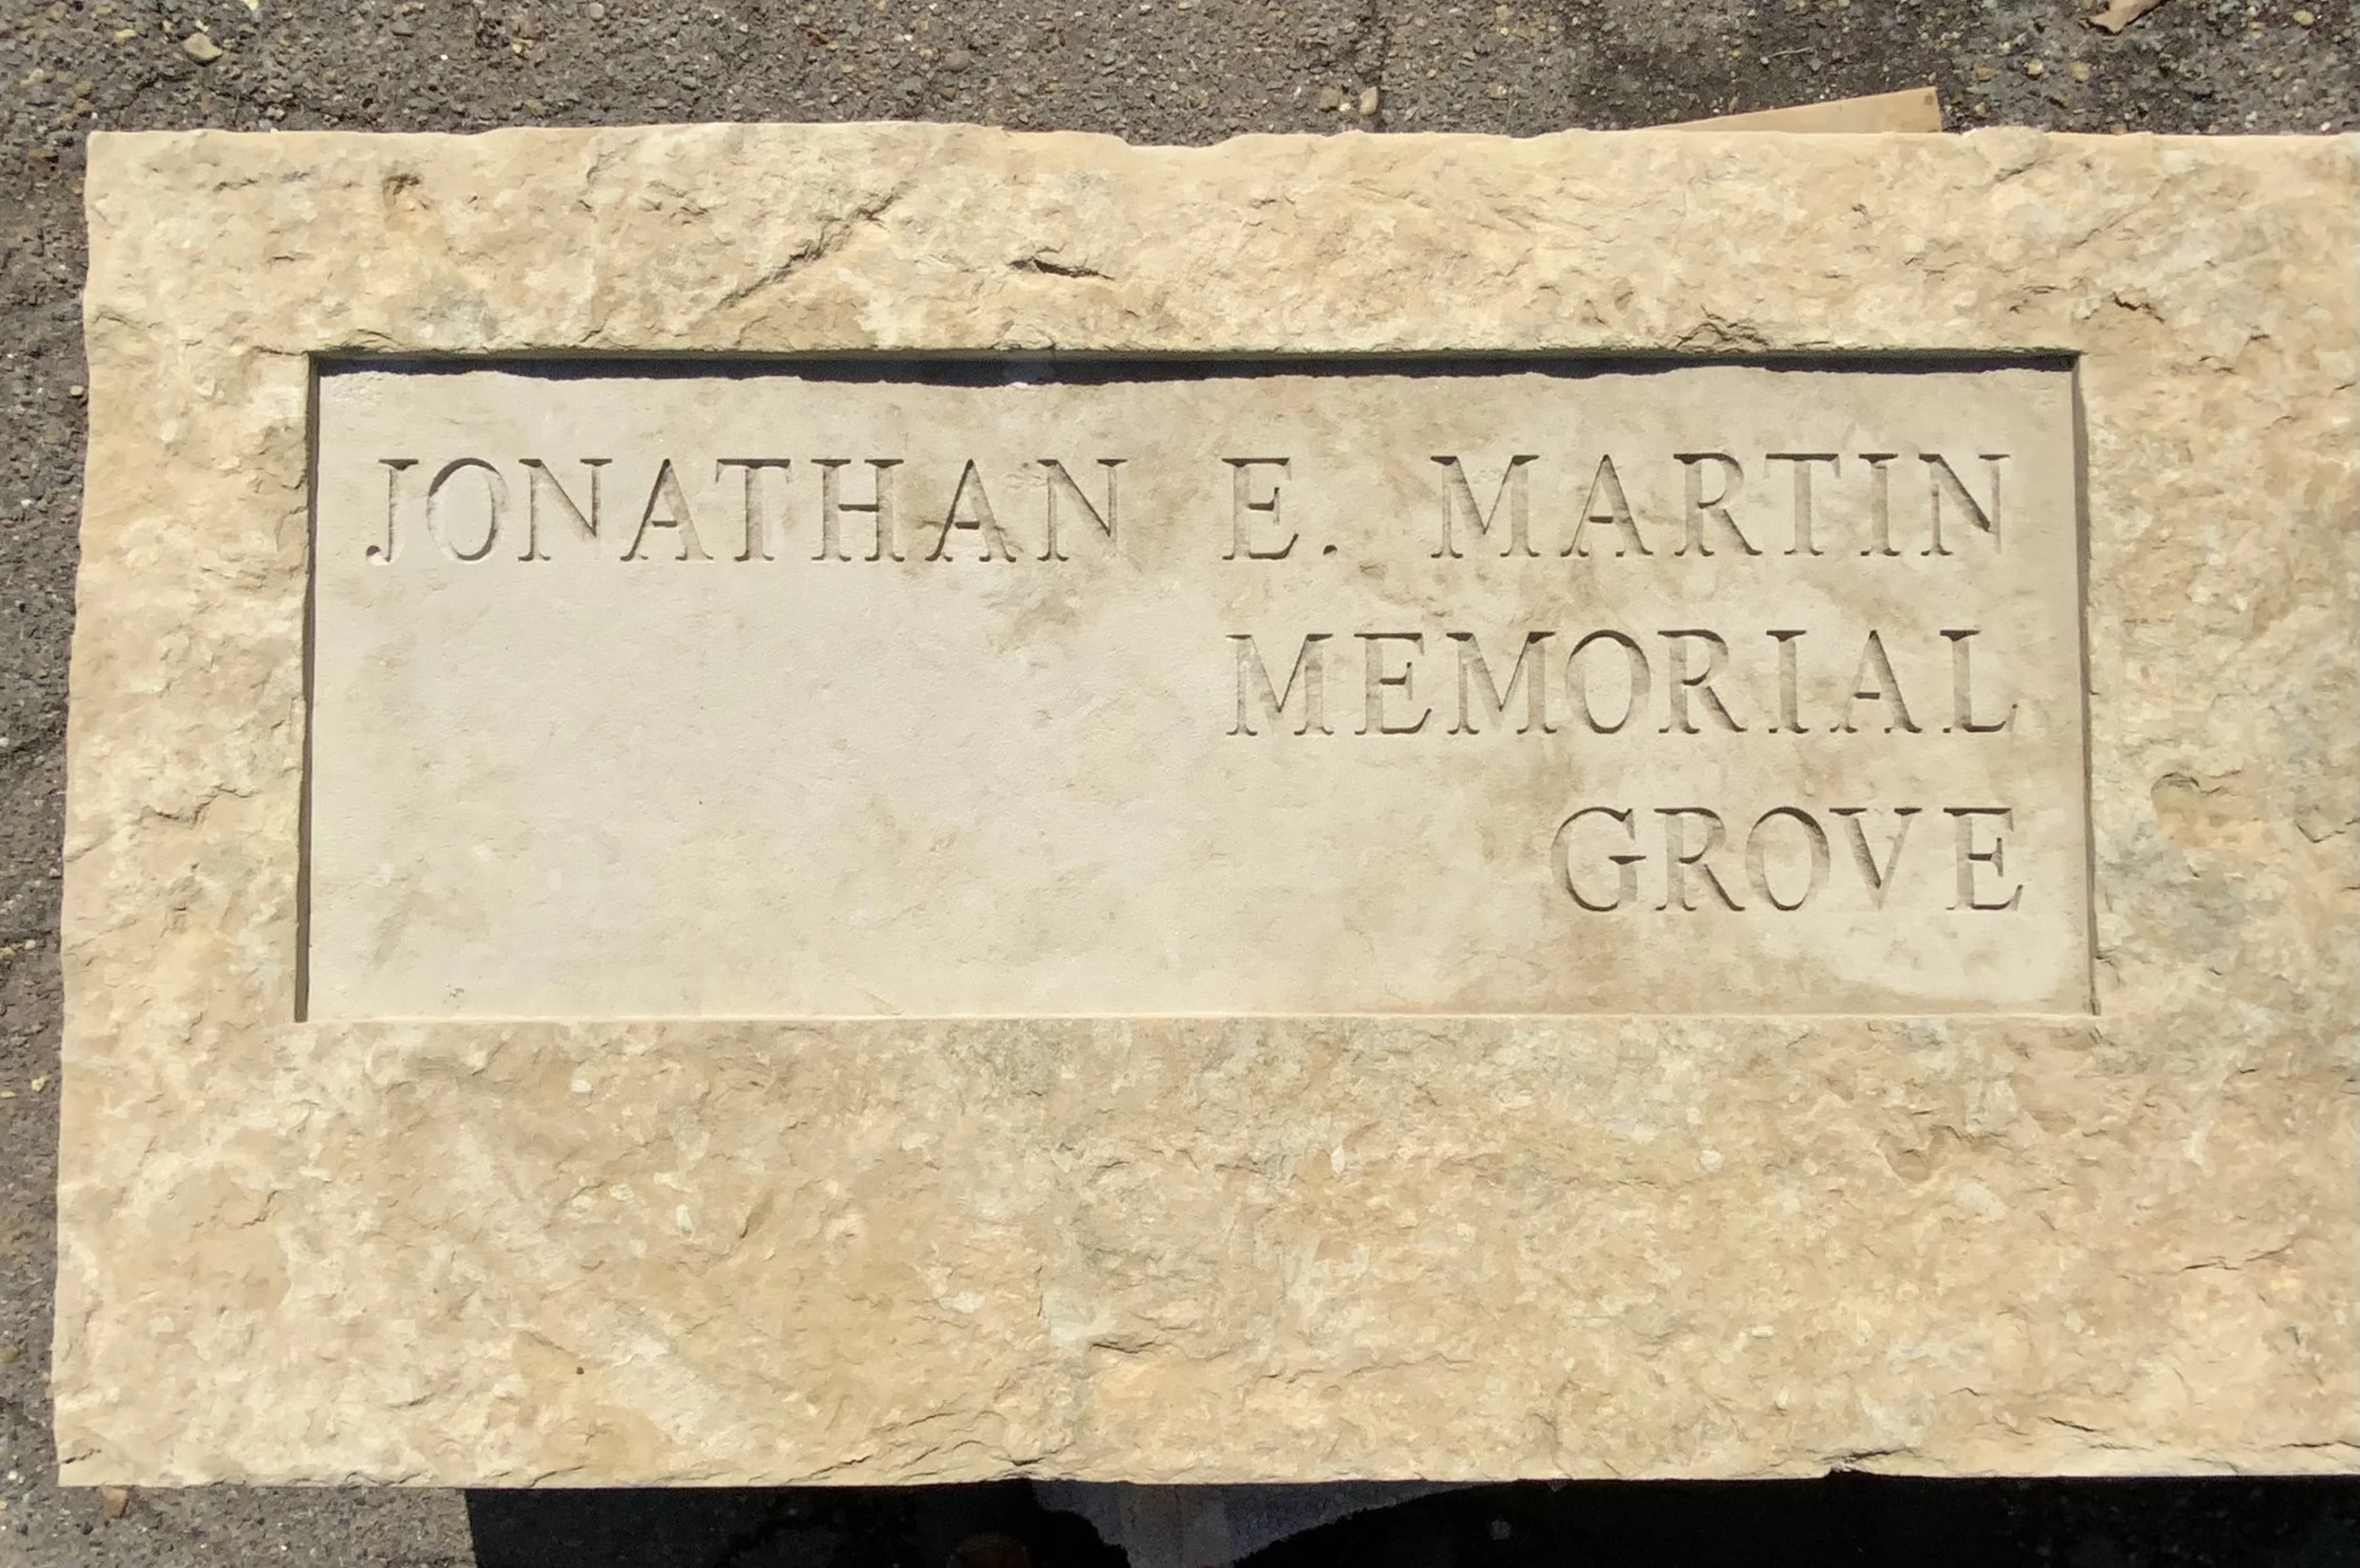 JONATHAN E. MARTIN
MEMORIAL
GROVE